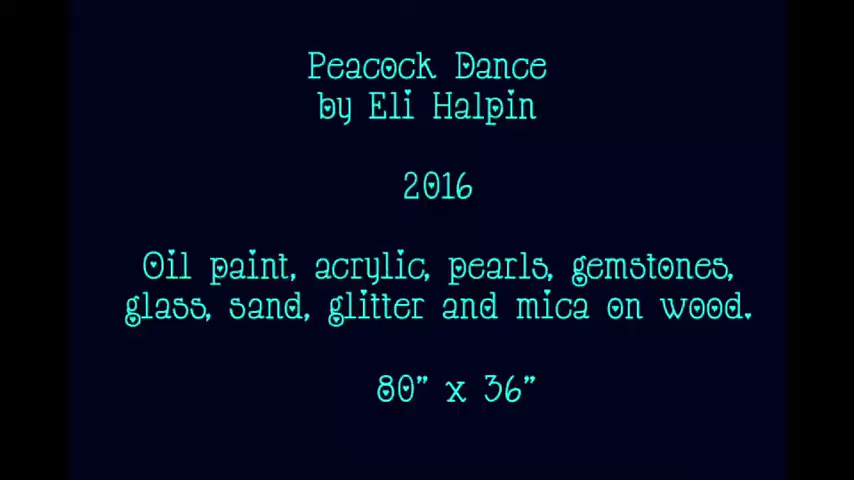 Peacock Dance
by Eli Halpin
2016
Oil paint, acrylic, pearls, gemstones,
glass, sand, glitter and mica on wood.
80” x 36”